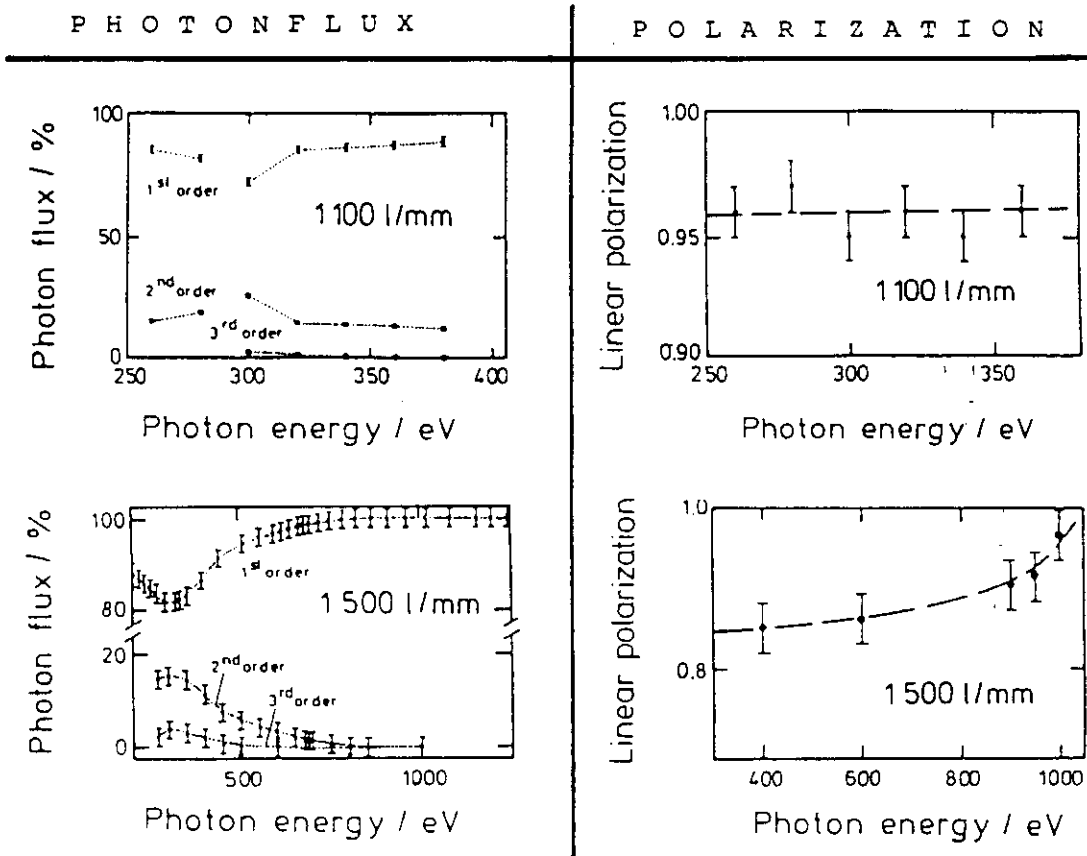 PHOTONFLUX
POLARIZATION
Photon flux / %
100
50
0
1st order
1100 l/mm
2nd order
3rd order
250 300 350 400
Photon energy / eV
Linear polarization
1.00
0.95
0.90
1100 l/mm
250 300 350
Photon energy / eV
Photon flux / %
100
80
20
0
1st order
1500 l/mm
2nd order
3rd order
500 1000
Photon energy / eV
Linear polarization
1.0
0.8
1500 l/mm
400 600 800 1000
Photon energy / eV